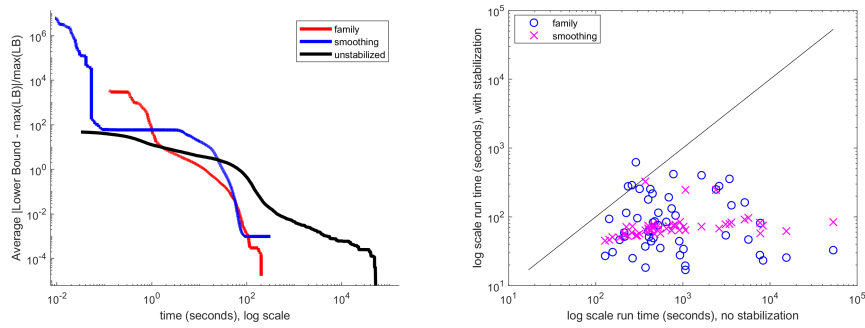 family
smoothing
unstabilized
10^6
10^4
10^2
10^0
10^-2
10^-4
Average |Lower Bound - max(LB)|/max(LB)
10^-2
10^0
10^2
10^4
time (seconds), log scale
family
smoothing
10^5
10^4
10^3
10^2
10^1
log scale run time (seconds), with stabilization
10^1
10^2
10^3
10^4
10^5
log scale run time (seconds), no stabilization